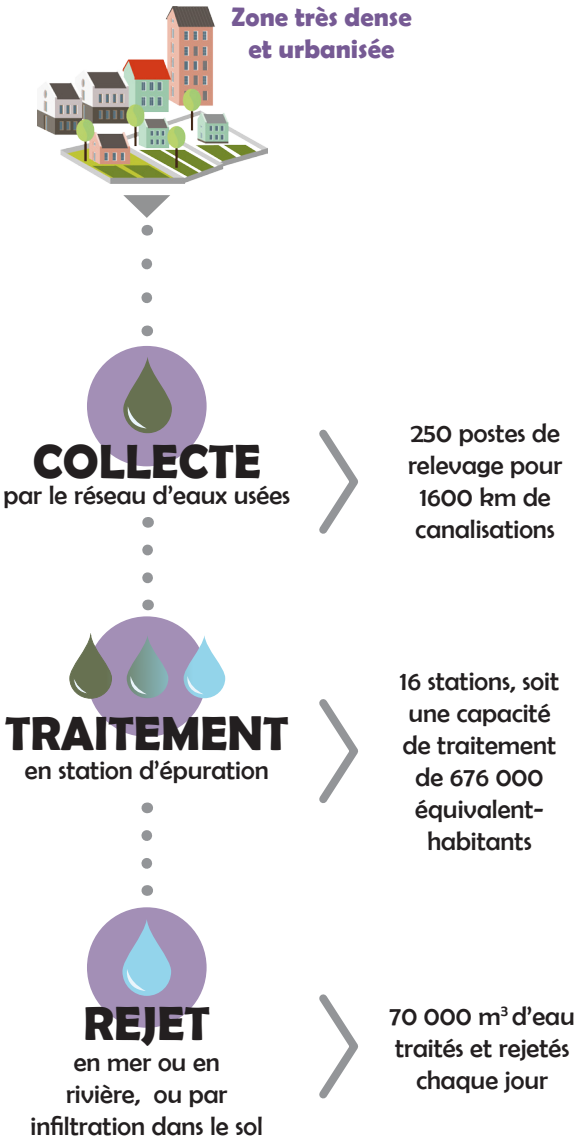 Zone très dense
et urbanisée
COLLECTE
par le réseau d'eaux usées
250 postes de
relevage pour
1600 km de
canalisations
TRAITEMENT
en station d'épuration
16 stations, soit
une capacité
de traitement
de 676 000
équivalent-
habitants
REJET
en mer ou en
rivière, ou par
infiltration dans le sol
70 000 m³ d'eau
traités et rejetés
chaque jour